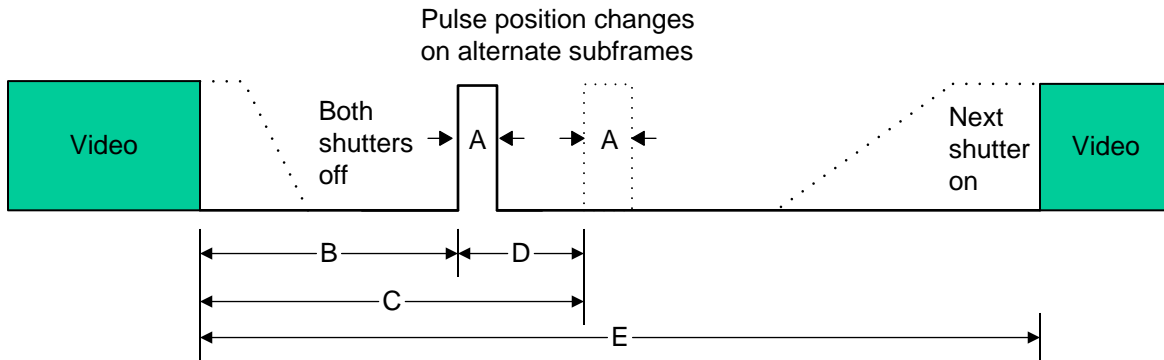 Pulse position changes
on alternate subframes
Video
Both
shutters
off
A
A
Next
shutter
on
Video
B
D
C
E